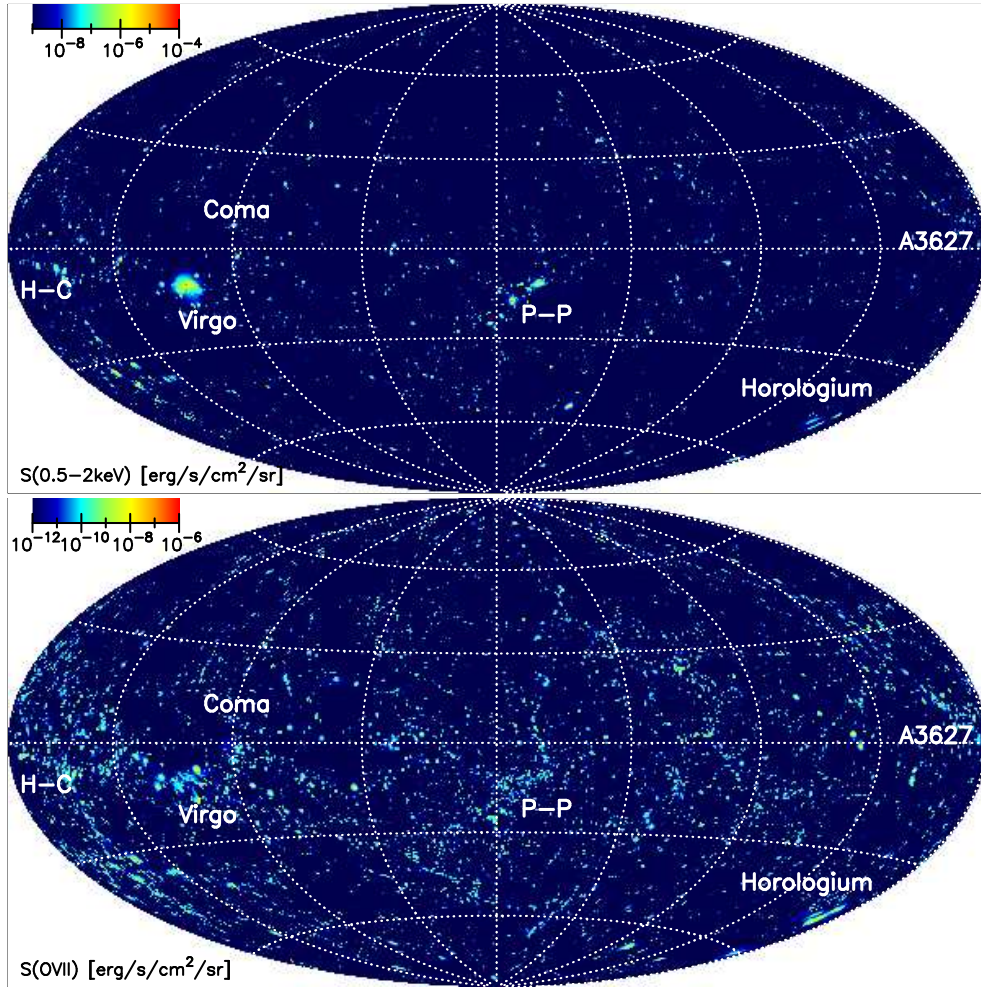 10⁻⁸ 10⁻⁶ 10⁻⁴
Coma
A3627
H-C
Virgo
P-P
Horologium
S(0.5-2keV) [erg/s/cm²/sr]
10⁻¹² 10⁻¹⁰ 10⁻⁸ 10⁻⁶
Coma
A3627
H-C
Virgo
P-P
Horologium
S(OVII) [erg/s/cm²/sr]